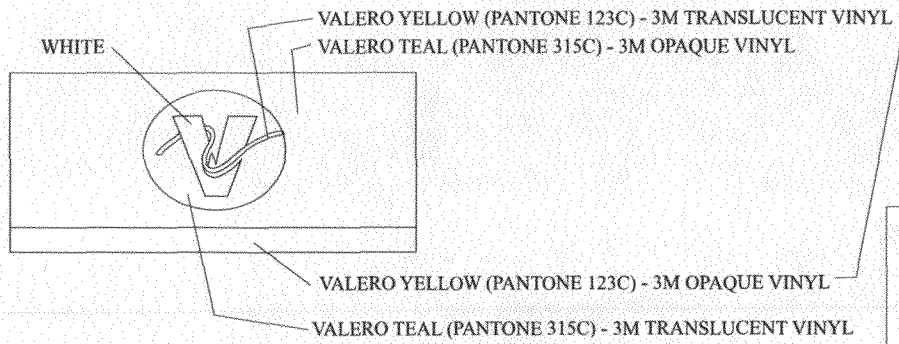 VALERO YELLOW (PANTONE 123C) - 3M TRANSLUCENT VINYL
WHITE
VALERO TEAL (PANTONE 315C) - 3M OPAQUE VINYL
V
VALERO YELLOW (PANTONE 123C) - 3M OPAQUE VINYL
VALERO TEAL (PANTONE 315C) - 3M TRANSLUCENT VINYL